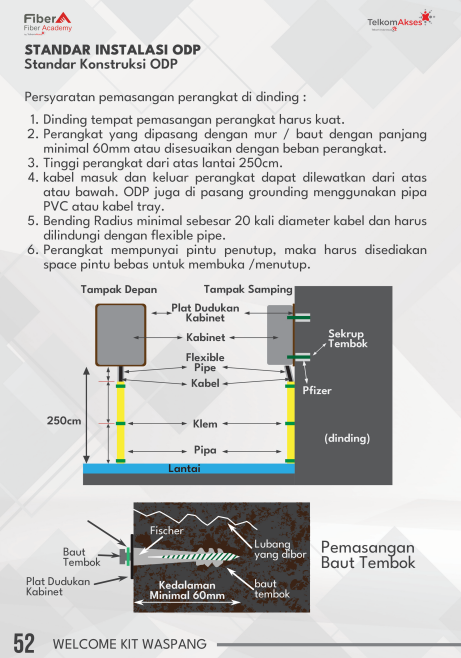 Fiber
Fiber Academy
TelkomAkses
STANDAR INSTALASI ODP
Standar Konstruksi ODP
Persyaratan pemasangan perangkat di dinding :
1. Dinding tempat pemasangan perangkat harus kuat.
2. Perangkat yang dipasang dengan mur / baut dengan panjang
minimal 60mm atau disesuaikan dengan beban perangkat.
3. Tinggi perangkat dari atas lantai 250cm.
4. kabel masuk dan keluar perangkat dapat dilewatkan dari atas
atau bawah. ODP juga di pasang grounding menggunakan pipa
PVC atau kabel tray.
5. Bending Radius minimal sebesar 20 kali diameter kabel dan harus
dilindungi dengan flexible pipe.
6. Perangkat mempunyai pintu penutup, maka harus disediakan
space pintu bebas untuk membuka /menutup.
Tampak Depan
Tampak Samping
Plat Dudukan
Kabinet
Kabinet
Sekrup
Tembok
Flexible
Pipe
Kabel
Pfizer
250cm
Klem
(dinding)
Pipa
Lantai
Fischer
Lubang
yang dibor
Baut
Tembok
Plat Dudukan
Kabinet
Kedalaman
Minimal 60mm
baut
tembok
Pemasangan
Baut Tembok
52 WELCOME KIT WASPANG